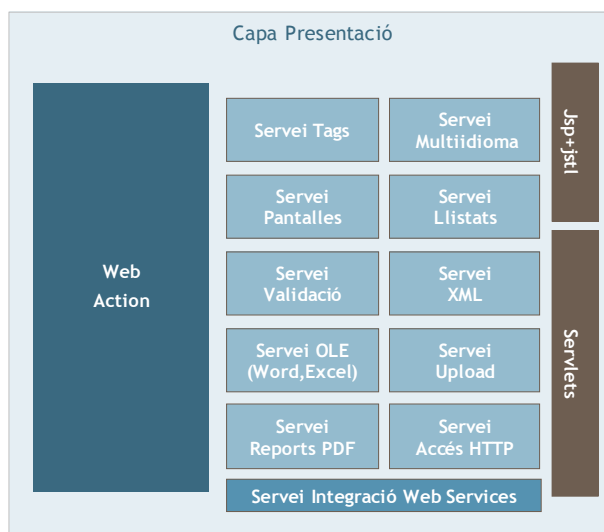 Capa Presentació
Web
Action
Servei Tags
Servei
Multiidioma
Servei
Pantalles
Servei
Llistats
Servei
Validació
Servei
XML
Servei OLE
(Word,Excel)
Servei
Upload
Servei
Reports PDF
Servei
Accés HTTP
Servei Integració Web Services
Jsp+jstl
Servlets